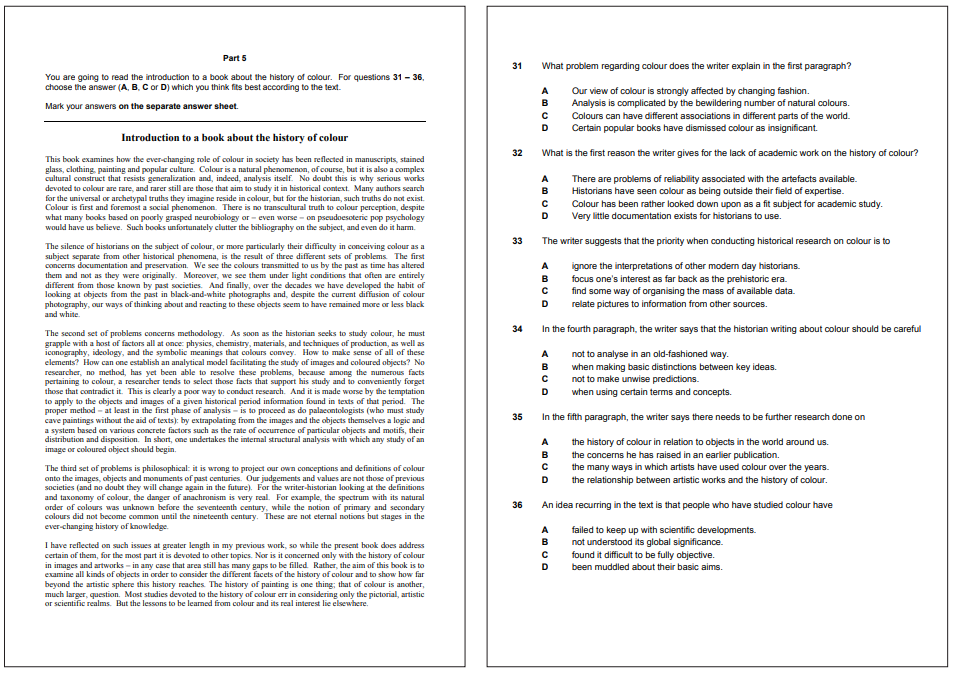 Part 5
You are going to read the introduction to a book about the history of colour. For questions 31 – 36,
choose the answer (A, B, C or D) which you think fits best according to the text.
Mark your answers on the separate answer sheet.
Introduction to a book about the history of colour
This book examines how the ever-changing role of colour in society has been reflected in manuscripts, stained
glass, clothing, painting and popular culture. Colour is a natural phenomenon, of course, but it is also a complex
cultural construct that resists generalization and, indeed, analysis itself. No doubt this is why serious works
devoted to colour are rare, and rarer still are those that aim to study it in historical context. Many authors search
for the universal or archetypal truths they imagine reside in colour, but for the historian, such truths do not exist.
Colour is first and foremost a social phenomenon. There is no transcultural truth to colour perception, despite
what many books based on poorly grasped neurobiology or – even worse – on pseudoesoteric pop psychology
would have us believe. Such books unfortunately clutter the bibliography on the subject, and even do it harm.
The silence of historians on the subject of colour, or more particularly their difficulty in conceiving colour as a
subject separate from other historical phenomena, is the result of three different sets of problems. The first
concerns documentation and preservation. We see the colours transmitted to us by the past as time has altered
them and not as they were originally. Moreover, we see them under light conditions that often are entirely
different from those known by past societies. And finally, over the decades we have developed the habit of
looking at objects from the past in black-and-white photographs and, despite the current diffusion of colour
photography, our ways of thinking about and reacting to these objects seem to have remained more or less black
and white.
The second set of problems concerns methodology. As soon as the historian seeks to study colour, he must
grapple with a host of factors all at once: physics, chemistry, materials, and techniques of production, as well as
iconography, ideology, and the symbolic meanings that colours convey. How to make sense of all of these
elements? How can one establish an analytical model facilitating the study of images and coloured objects? No
researcher, no method, has yet been able to resolve these problems, because among the numerous facts
pertaining to colour, a researcher tends to select those facts that support his study and to conveniently forget
those that contradict it. This is clearly a poor way to conduct research. And it is made worse by the temptation
to apply to the objects and images of a given historical period information found in texts of that period. The
proper method – at least in the first phase of analysis – is to proceed as do palaeontologists (who must study
cave paintings without the aid of texts): by extrapolating from the images and the objects themselves a logic and
a system based on various concrete factors such as the rate of occurrence of particular objects and motifs, their
distribution and disposition. In short, one undertakes the internal structural analysis with which any study of an
image or coloured object should begin.
The third set of problems is philosophical: it is wrong to project our own conceptions and definitions of colour
onto the images, objects and monuments of past centuries. Our judgements and values are not those of previous
societies (and no doubt they will change again in the future). For the writer-historian looking at the definitions
and taxonomy of colour, the danger of anachronism is very real. For example, the spectrum with its natural
order of colours was unknown before the seventeenth century, while the notion of primary and secondary
colours did not become common until the nineteenth century. These are not eternal notions but stages in the
ever-changing history of knowledge.
I have reflected on such issues at greater length in my previous work, so while the present book does address
certain of them, for the most part it is devoted to other topics. Nor is it concerned only with the history of colour
in images and artworks – in any case that area still has many gaps to be filled. Rather, the aim of this book is to
examine all kinds of objects in order to consider the different facets of the history of colour and to show how far
beyond the artistic sphere this history reaches. The history of painting is one thing; that of colour is another,
much larger, question. Most studies devoted to the history of colour err in considering only the pictorial, artistic
or scientific realms. But the lessons to be learned from colour and its real interest lie elsewhere.
31 What problem regarding colour does the writer explain in the first paragraph?
A Our view of colour is strongly affected by changing fashion.
B Analysis is complicated by the bewildering number of natural colours.
C Colours can have different associations in different parts of the world.
D Certain popular books have dismissed colour as insignificant.
32 What is the first reason the writer gives for the lack of academic work on the history of colour?
A There are problems of reliability associated with the artefacts available.
B Historians have seen colour as being outside their field of expertise.
C Colour has been rather looked down upon as a fit subject for academic study.
D Very little documentation exists for historians to use.
33 The writer suggests that the priority when conducting historical research on colour is to
A ignore the interpretations of other modern day historians.
B focus one's interest as far back as the prehistoric era.
C find some way of organising the mass of available data.
D relate pictures to information from other sources.
34 In the fourth paragraph, the writer says that the historian writing about colour should be careful
A not to analyse in an old-fashioned way.
B when making basic distinctions between key ideas.
C not to make unwise predictions.
D when using certain terms and concepts.
35 In the fifth paragraph, the writer says there needs to be further research done on
A the history of colour in relation to objects in the world around us.
B the concerns he has raised in an earlier publication.
C the many ways in which artists have used colour over the years.
D the relationship between artistic works and the history of colour.
36 An idea recurring in the text is that people who have studied colour have
A failed to keep up with scientific developments.
B not understood its global significance.
C found it difficult to be fully objective.
D been muddled about their basic aims.